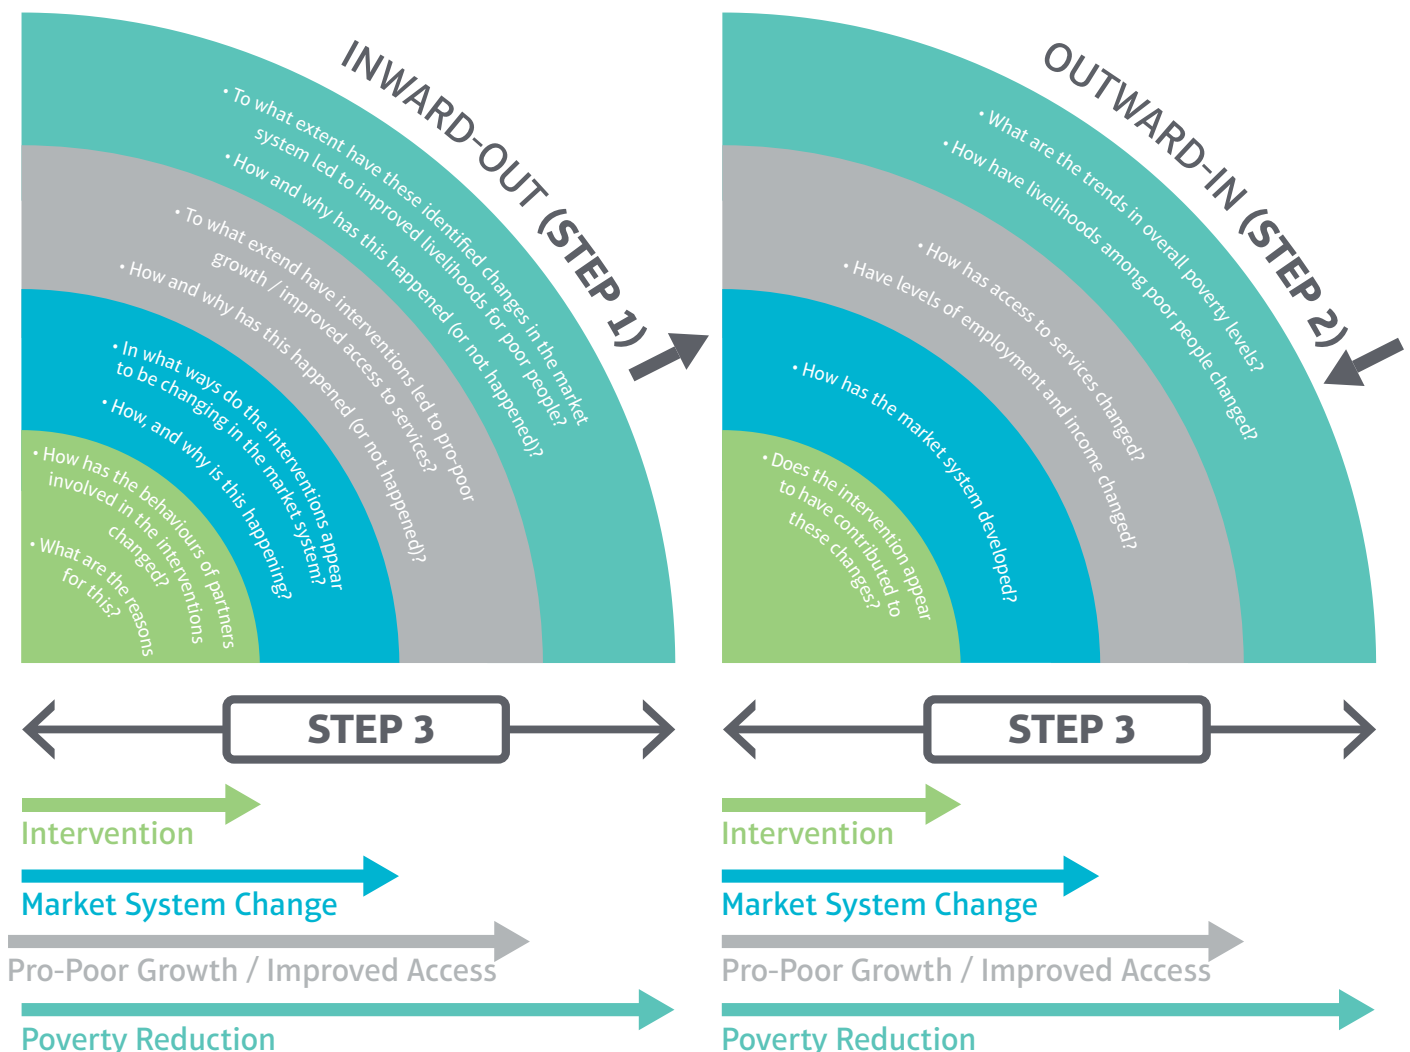 INWARD-OUT (STEP 1)
• To what extent have these identified changes in the market
system led to improved livelihoods for poor people?
• How and why has this happened (or not happened)?
• To what extend have interventions led to pro-poor
growth / improved access to services?
• How and why has this happened (or not happened)?
• In what ways do the interventions appear
to be changing in the market system?
• How, and why is this happening?
• How has the behaviours of partners
involved in the interventions
changed?
• What are the reasons
for this?
STEP 3
Intervention
Market System Change
Pro-Poor Growth / Improved Access
Poverty Reduction
OUTWARD-IN (STEP 2)
• What are the trends in overall poverty levels?
• How have livelihoods among poor people changed?
• How has access to services changed?
• Have levels of employment and income changed?
• How has the market system developed?
• Does the intervention appear
to have contributed to
these changes?
STEP 3
Intervention
Market System Change
Pro-Poor Growth / Improved Access
Poverty Reduction